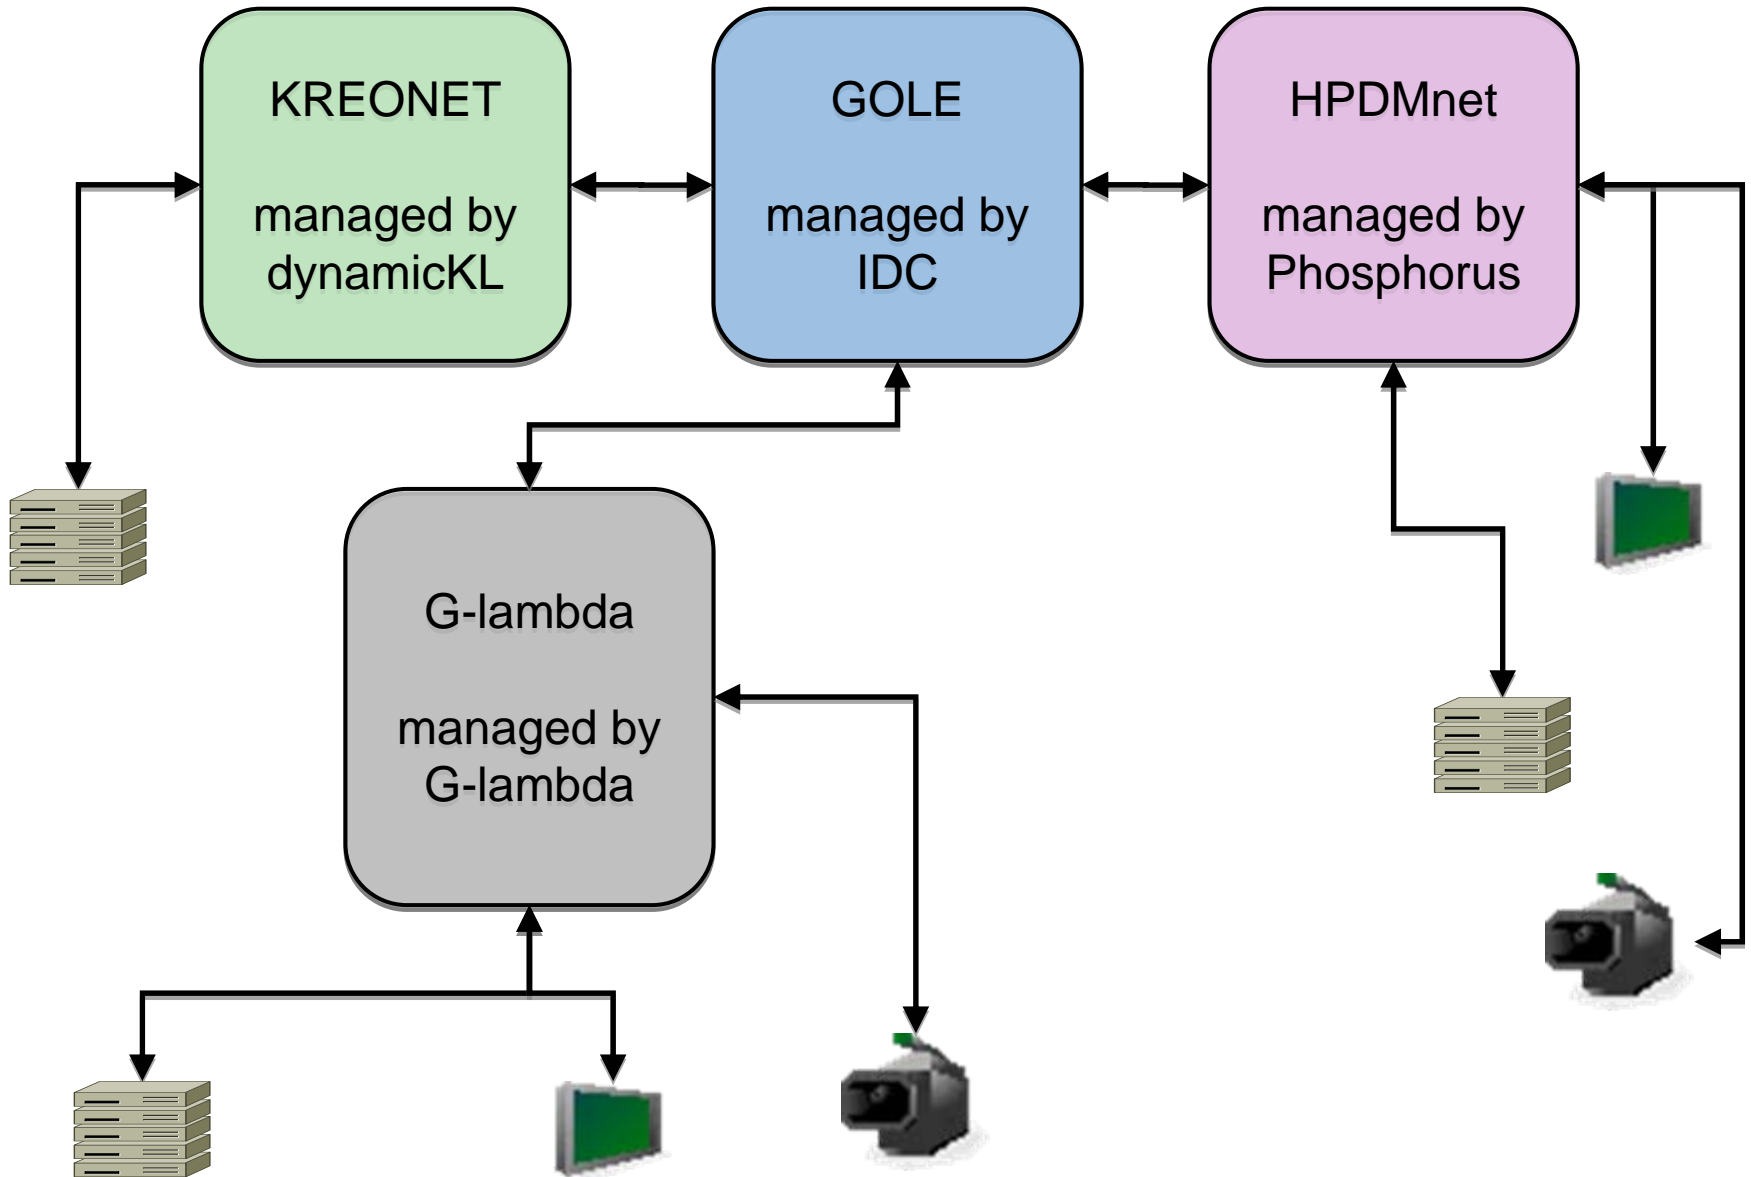 KREONET
managed by
dynamicKL
GOLE
managed by
IDC
HPDMnet
managed by
Phosphorus
G-lambda
managed by
G-lambda